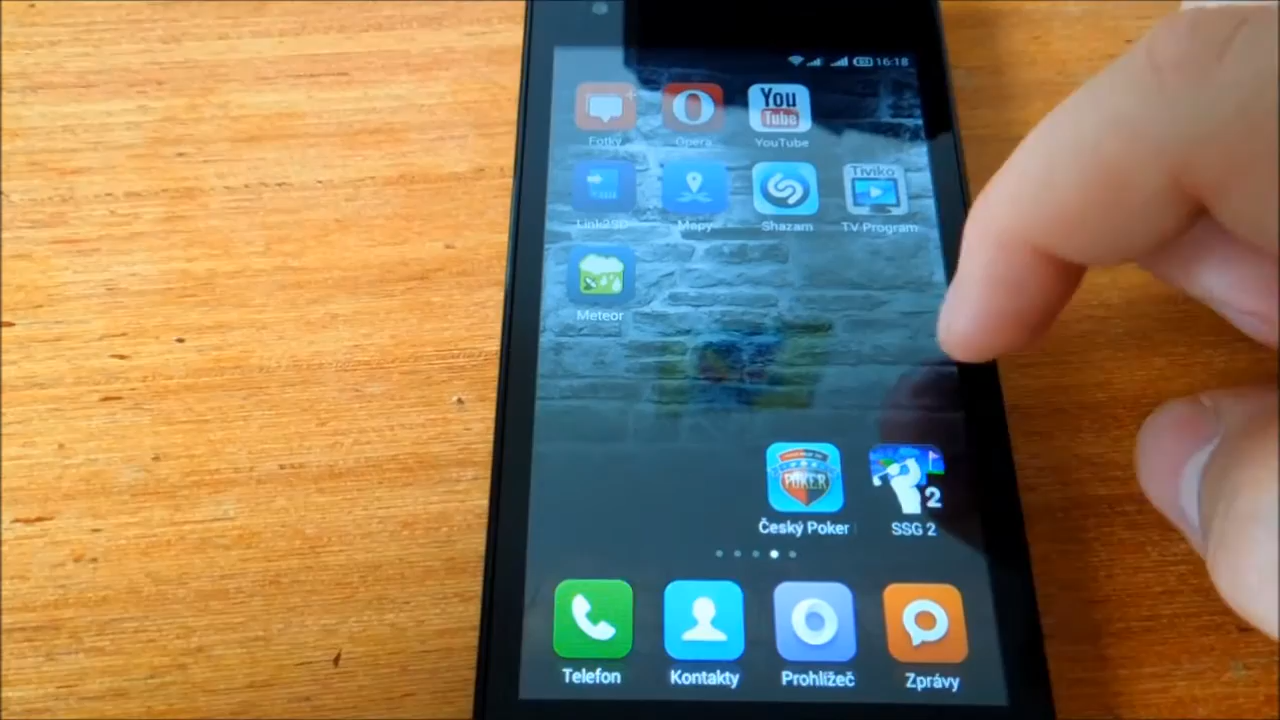 16:18
Fotky
Opera
You
Tube
YouTube
Link2SD
Mapy
Shazam
Tiviko
TV Program
Meteor
POKER
2
Český Poker
SSG 2
Telefon
Kontakty
Prohlížeč
Zprávy